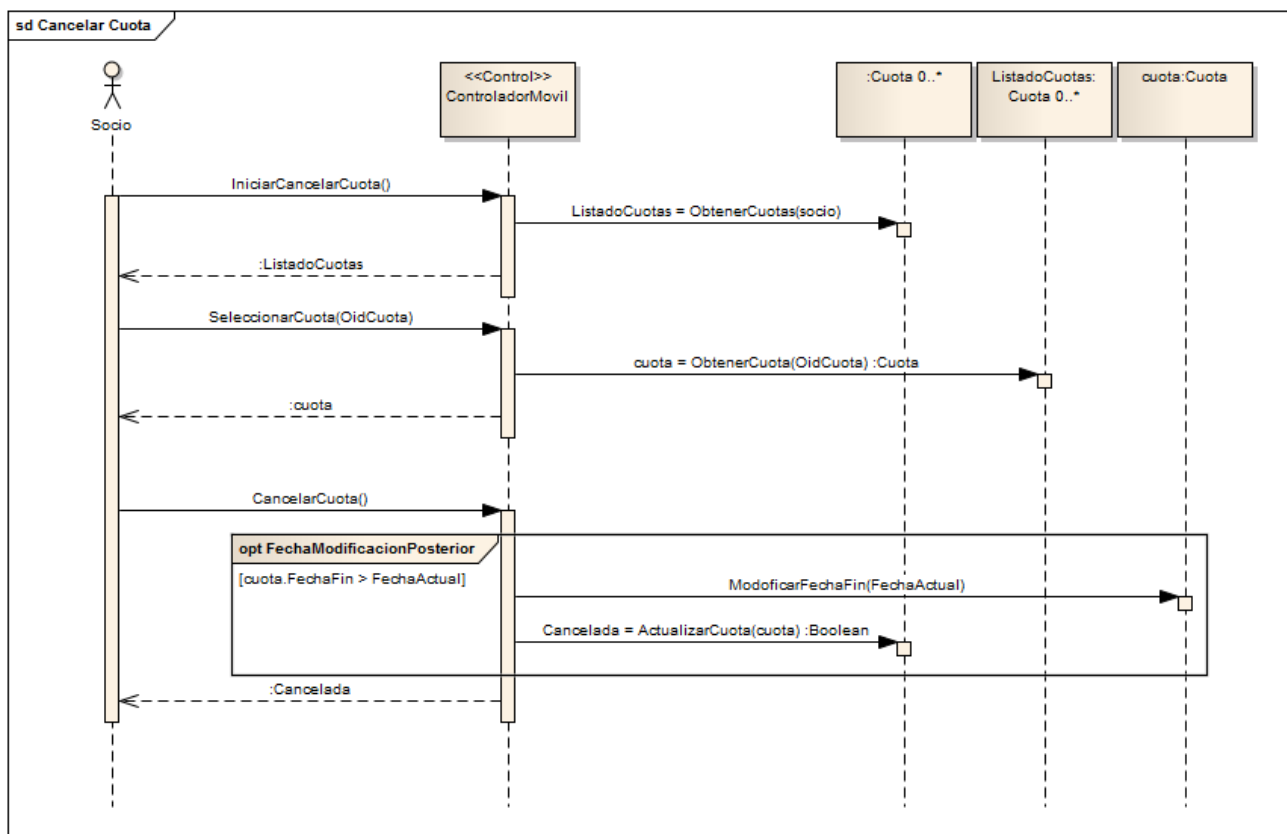 sd Cancelar Cuota
Socio
<<Control>>
ControladorMovil
:Cuota 0..*
ListadoCuotas:
Cuota 0..*
cuota:Cuota
IniciarCancelarCuota()
ListadoCuotas = ObtenerCuotas(socio)
:ListadoCuotas
SeleccionarCuota(OidCuota)
cuota = ObtenerCuota(OidCuota) :Cuota
:cuota
CancelarCuota()
opt FechaModificacionPosterior
[cuota.FechaFin > FechaActual]
ModoficarFechaFin(FechaActual)
Cancelada = ActualizarCuota(cuota) :Boolean
:Cancelada